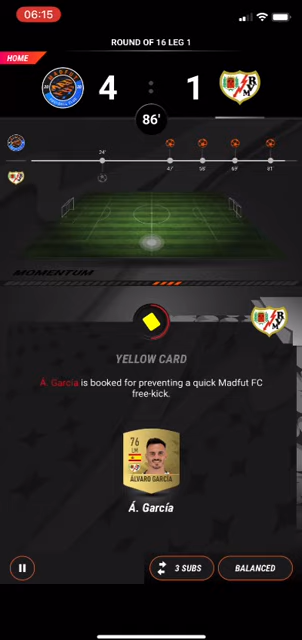 06:15
ROUND OF 16 LEG 1
HOME
4 : 1
86'
24' 47' 58' 69' 81'
MOMENTUM
YELLOW CARD
Á. García is booked for preventing a quick Madfut FC
free-kick.
76
LM
ÁLVARO GARCÍA
Á. García
3 SUBS
BALANCED